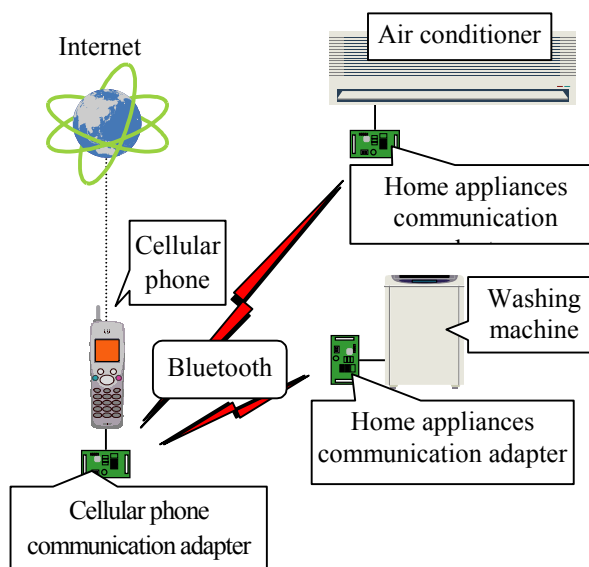 Internet
Air conditioner
Home appliances
communication
Cellular
phone
Washing
machine
Bluetooth
Home appliances
communication adapter
Cellular phone
communication adapter